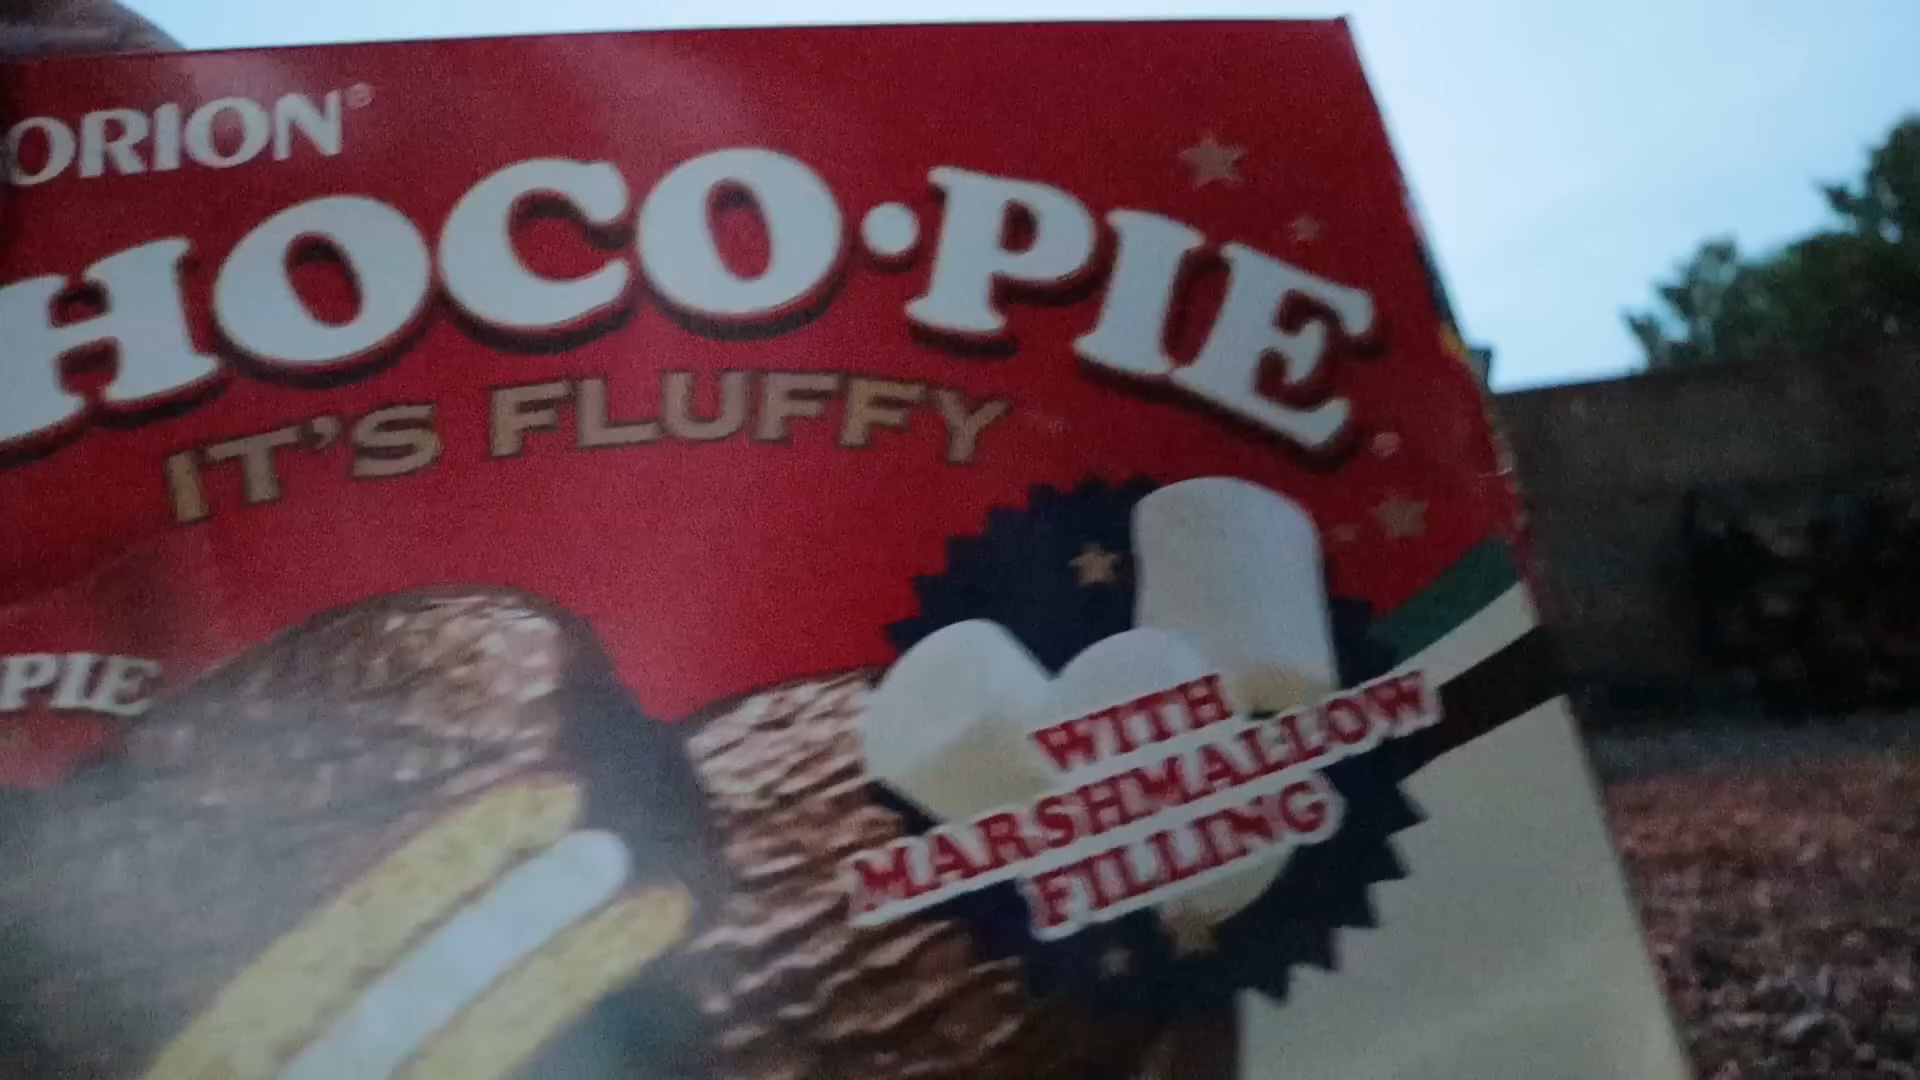 ORION®
HOCO·PIE
IT'S FLUFFY
PIE
WITH
MARSHMALLOW
FILLING